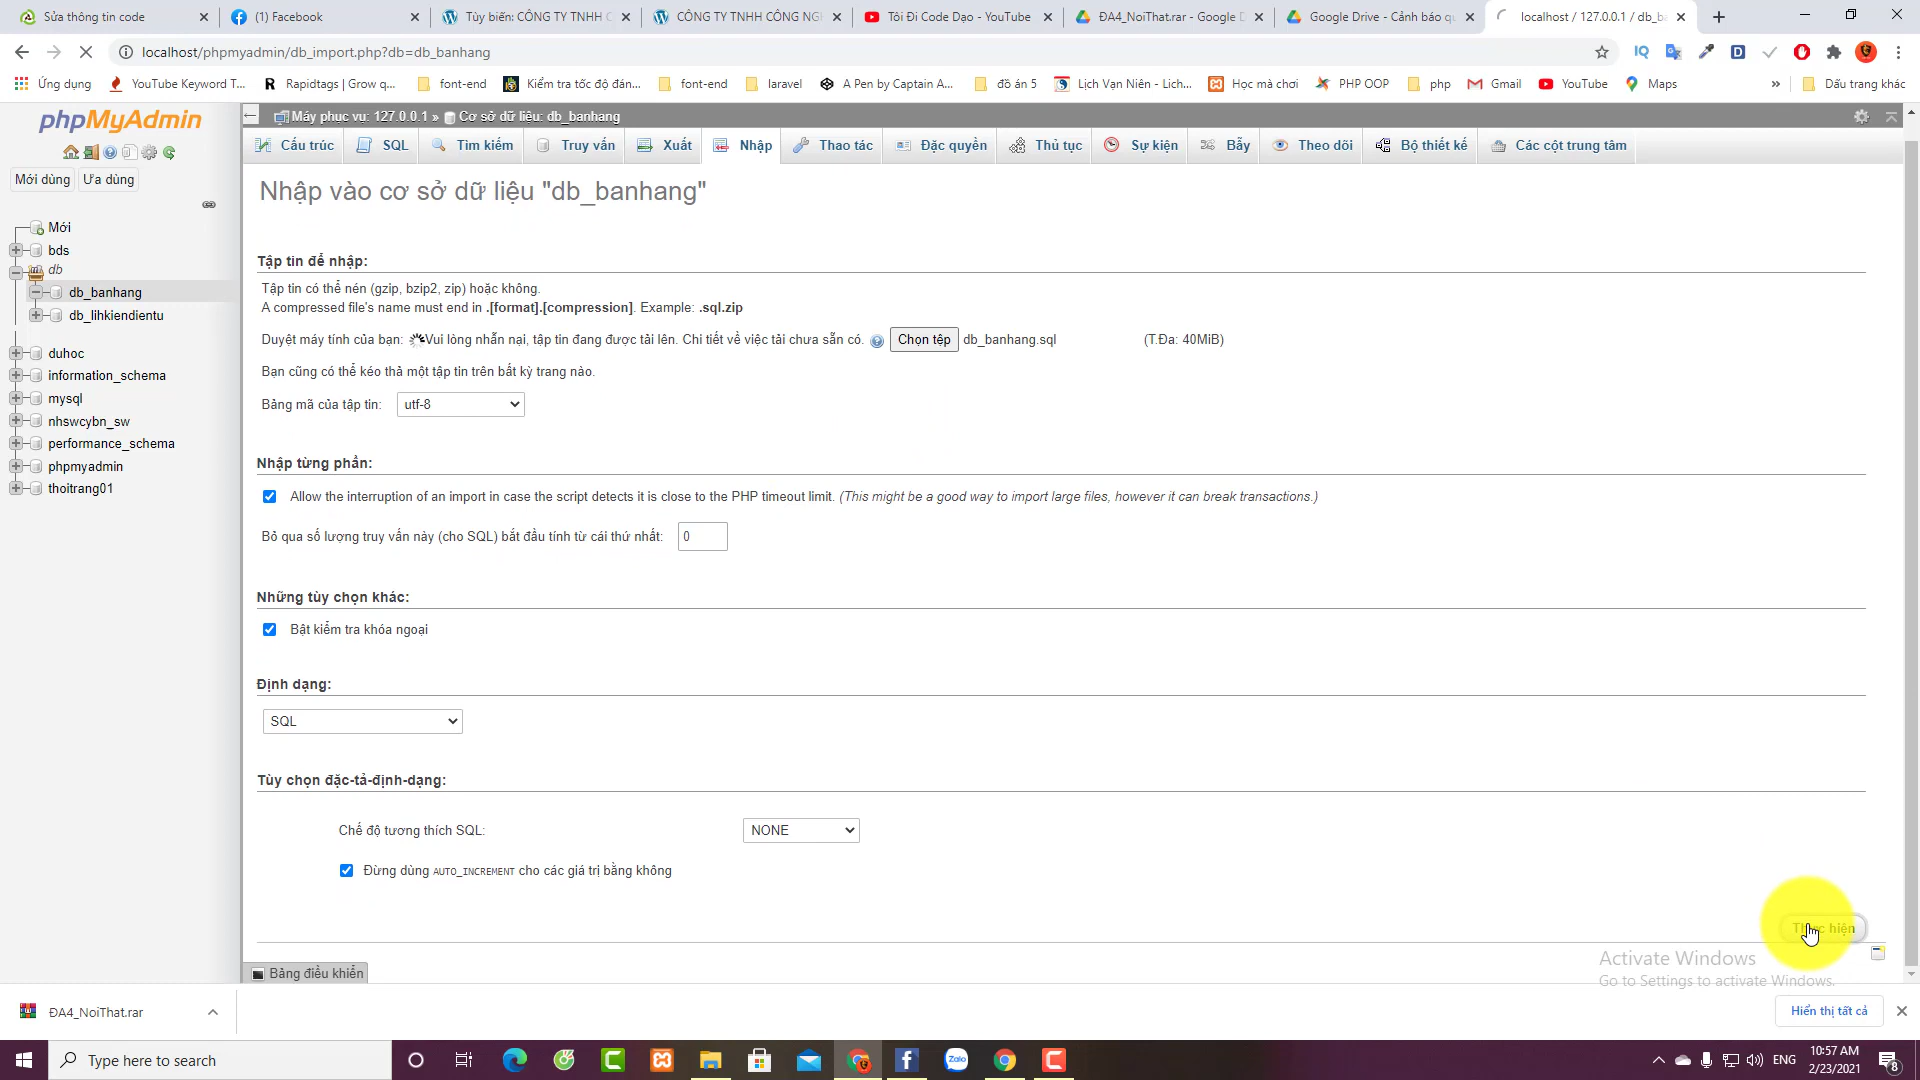 Sửa thông tin code
(1) Facebook
Tùy biến: CÔNG TY TNHH C
CÔNG TY TNHH CÔNG NGH
Tôi Đi Code Dạo - YouTube
ĐA4_NoiThat.rar - Google D
Google Drive - Cảnh báo qu
localhost / 127.0.0.1 / db_ba
localhost/phpmyadmin/db_import.php?db=db_banhang
Ứng dụng
YouTube Keyword T...
Rapidtags | Grow q...
font-end
Kiểm tra tốc độ đán...
font-end
laravel
A Pen by Captain A...
đồ án 5
Lịch Vạn Niên - Lich...
Học mà chơi
PHP OOP
php
Gmail
YouTube
Maps
»
Dấu trang khác
phpMyAdmin
Máy phục vụ: 127.0.0.1 » Cơ sở dữ liệu: db_banhang
Cấu trúc
SQL
Tìm kiếm
Truy vấn
Xuất
Nhập
Thao tác
Đặc quyền
Thủ tục
Sự kiện
Bẫy
Theo dõi
Bộ thiết kế
Các cột trung tâm
Mới dùng
Ưa dùng
Mới
bds
db
db_banhang
db_lihkiendientu
duhoc
information_schema
mysql
nhswcybn_sw
performance_schema
phpmyadmin
thoitrang01
Nhập vào cơ sở dữ liệu "db_banhang"
Tập tin để nhập:
Tập tin có thể nén (gzip, bzip2, zip) hoặc không.
A compressed file's name must end in .[format].[compression]. Example: .sql.zip
Duyệt máy tính của bạn: Vui lòng nhẫn nại, tập tin đang được tải lên. Chi tiết về việc tải chưa sẵn có. Chọn tệp db_banhang.sql (T.Đa: 40MiB)
Bạn cũng có thể kéo thả một tập tin trên bất kỳ trang nào.
Bảng mã của tập tin: utf-8
Nhập từng phần:
Allow the interruption of an import in case the script detects it is close to the PHP timeout limit. (This might be a good way to import large files, however it can break transactions.)
Bỏ qua số lượng truy vấn này (cho SQL) bắt đầu tính từ cái thứ nhất: 0
Những tùy chọn khác:
Bật kiểm tra khóa ngoại
Định dạng:
SQL
Tùy chọn đặc-tả-định-dạng:
Chế độ tương thích SQL: NONE
Đừng dùng AUTO_INCREMENT cho các giá trị bằng không
Thực hiện
Activate Windows
Go to Settings to activate Windows.
Bảng điều khiển
ĐA4_NoiThat.rar
Hiển thị tất cả
Type here to search
Zalo
ENG
10:57 AM
2/23/2021
8